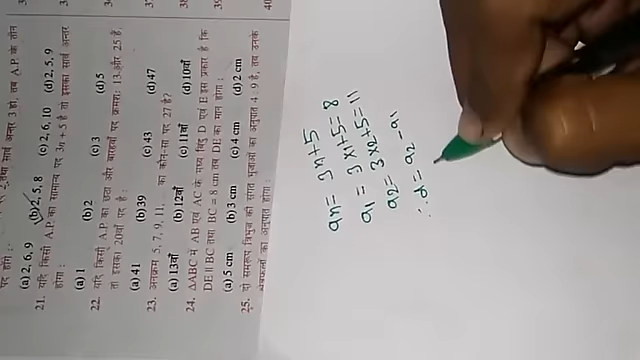 पद होंगे :
(a) 2, 6, 9 (b) 2, 5, 8 (c) 2, 6, 10 (d) 2, 5, 9
21. यदि किसी A.P. का सामान्य पद 3n + 5 है तो इसका सार्व अन्तर
होगा :
(a) 1 (b) 2 (c) 3 (d) 5
22. यदि किसी A.P. का छठा और बारहवाँ पद क्रमशः 13 और 25 है,
तो इसका 20वाँ पद है :
(a) 41 (b) 39 (c) 43 (d) 47
23. अनुक्रम 5, 7, 9, 11, का कौन-सा पद 27 है?
(a) 13वाँ (b) 12वाँ (c) 11वाँ (d) 10वाँ
24. ΔABC में AB एवं AC के मध्य बिंदु D एवं E इस प्रकार है कि
DE || BC तथा BC = 8 cm तब DE का मान होगा :
(a) 5 cm (b) 3 cm (c) 4 cm (d) 2 cm
25. दो समरूप त्रिभुज की संगत भुजाओं का अनुपात 4 : 9 है, तब उनके
क्षेत्रफलों का अनुपात होगा :
an = 3n+5
a1 = 3×1+5 = 8
a2 = 3×2+5 = 11
∴ d = a2 - a1